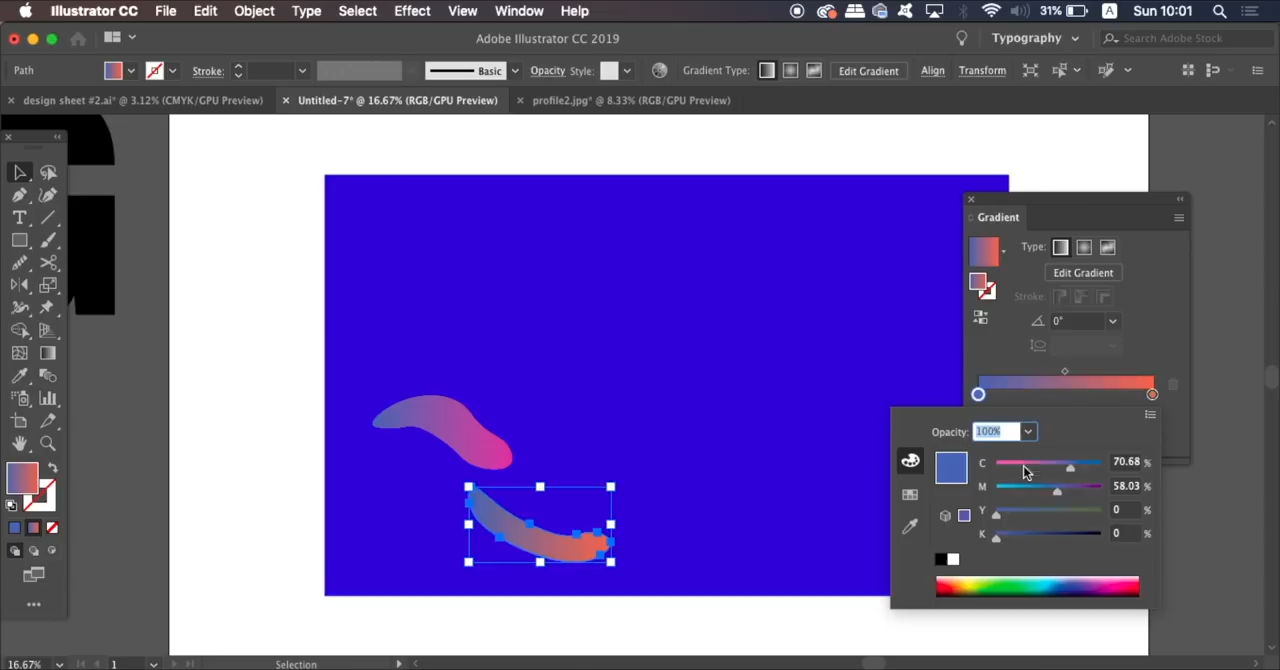 Illustrator CC File Edit Object Type Select Effect View Window Help 31% A Sun 10:01
Adobe Illustrator CC 2019 Typography Search Adobe Stock
Path Stroke: Basic Opacity Style: Gradient Type: Edit Gradient Align Transform
design sheet #2.ai* @ 3.12% (CMYK/GPU Preview) Untitled-7* @ 16.67% (RGB/GPU Preview) profile2.jpg* @ 8.33% (RGB/GPU Preview)
Gradient
Type:
Edit Gradient
Stroke:
0°
Opacity: 100%
C 70.68 %
M 58.03 %
Y 0 %
K 0 %
16.67% 1 Selection